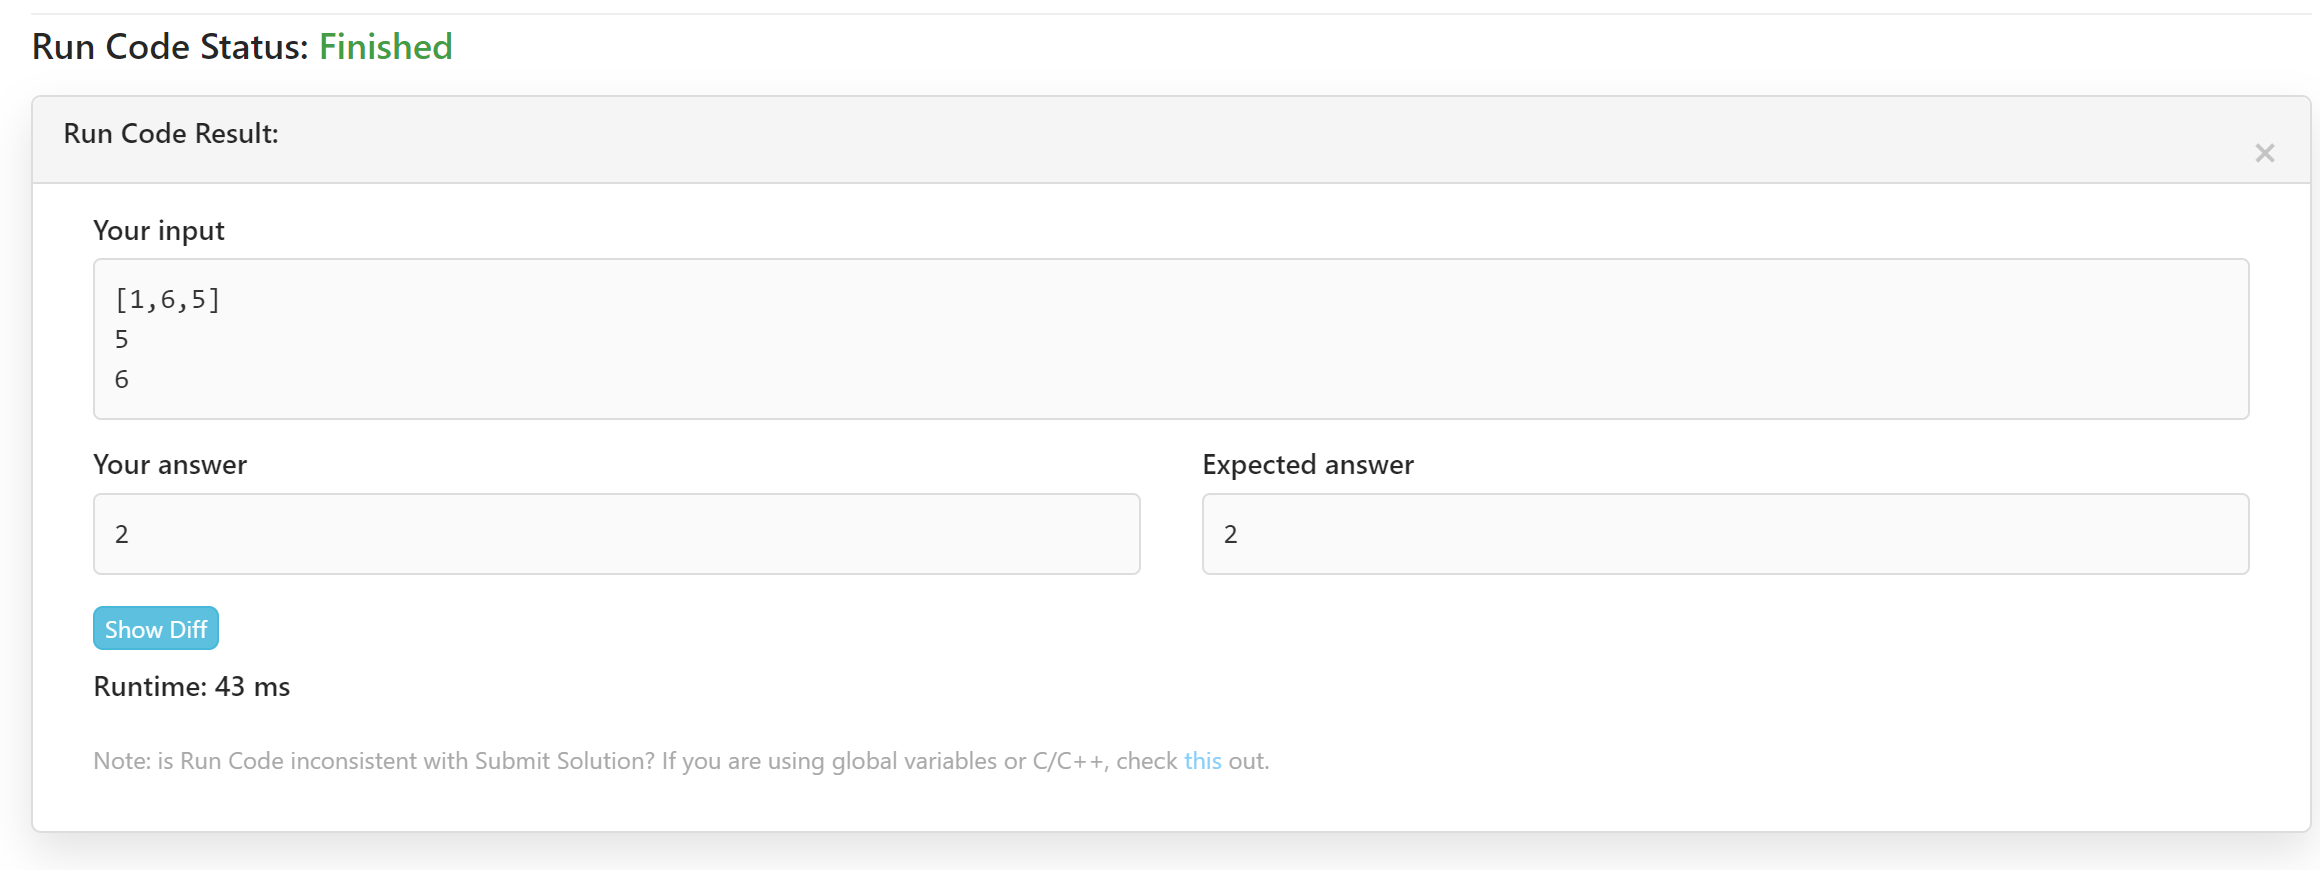 Run Code Status: Finished
Run Code Result:
×
Your input
[1,6,5]
5
6
Your answer
2
Expected answer
2
Show Diff
Runtime: 43 ms
Note: is Run Code inconsistent with Submit Solution? If you are using global variables or C/C++, check this out.